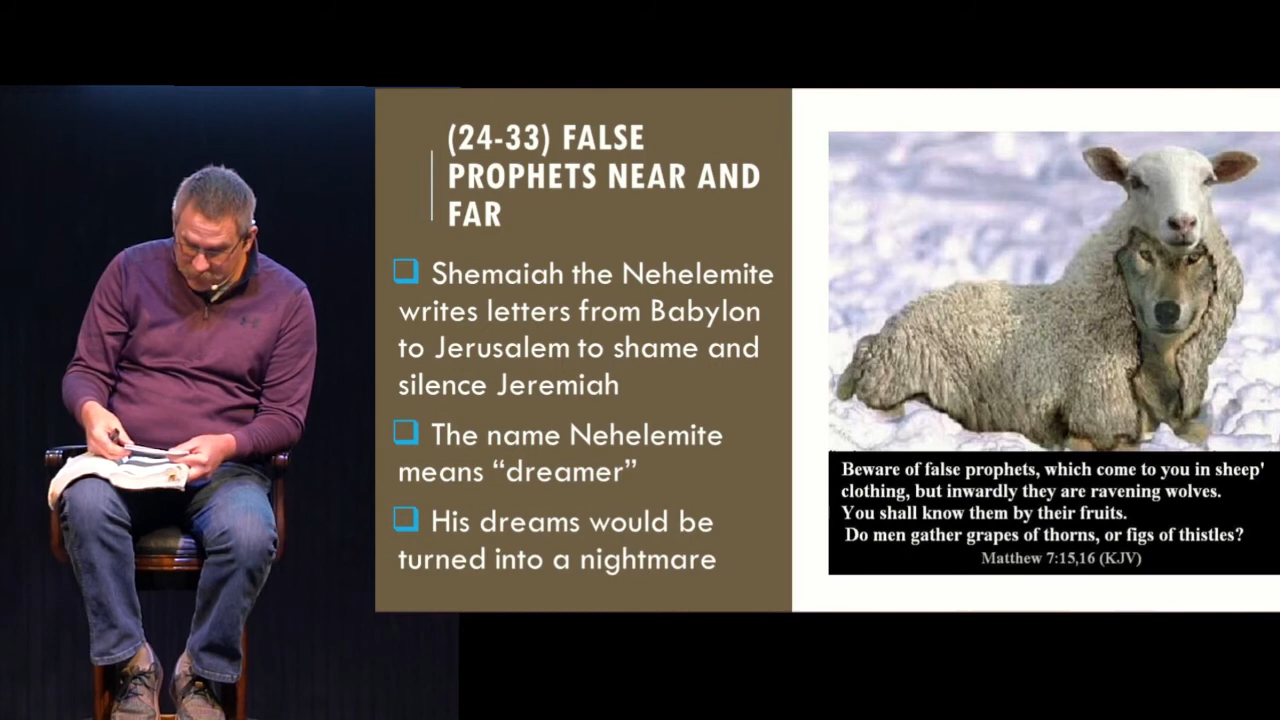 (24-33) FALSE
PROPHETS NEAR AND
FAR
Shemaiah the Nehelemite
writes letters from Babylon
to Jerusalem to shame and
silence Jeremiah
The name Nehelemite
means “dreamer”
His dreams would be
turned into a nightmare
Beware of false prophets, which come to you in sheep'
clothing, but inwardly they are ravening wolves.
You shall know them by their fruits.
Do men gather grapes of thorns, or figs of thistles?
Matthew 7:15,16 (KJV)